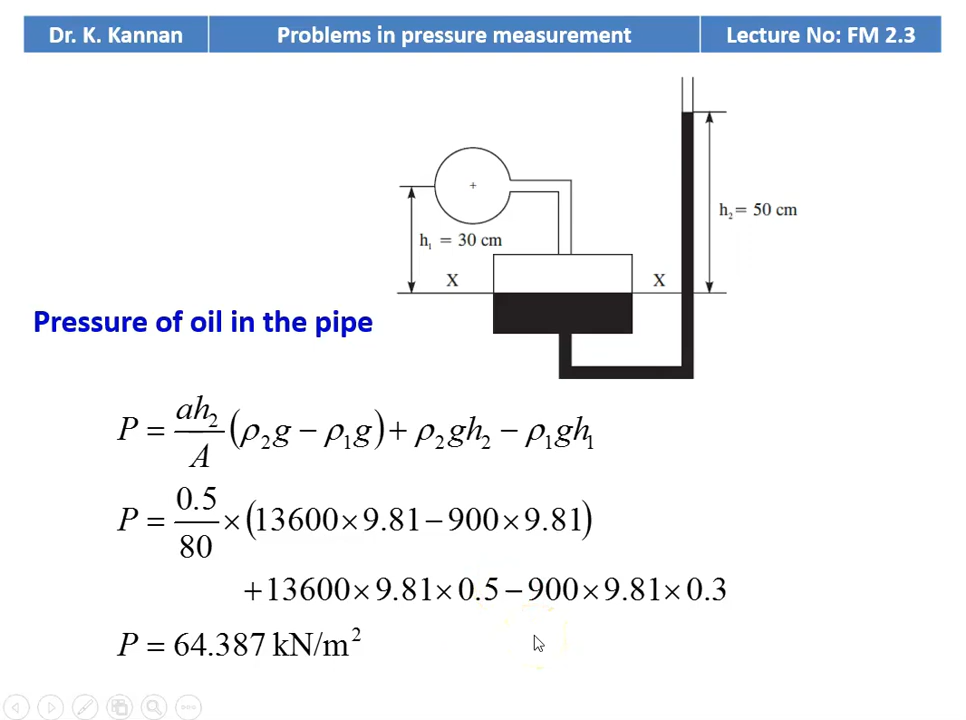 Dr. K. Kannan
Problems in pressure measurement
Lecture No: FM 2.3
h₂= 50 cm
+
h₁ = 30 cm
X X
Pressure of oil in the pipe
P = ah₂/A (ρ₂g − ρ₁g) + ρ₂gh₂ − ρ₁gh₁
P = 0.5/80 × (13600 × 9.81 − 900 × 9.81)
+13600 × 9.81 × 0.5 − 900 × 9.81 × 0.3
P = 64.387 kN/m²